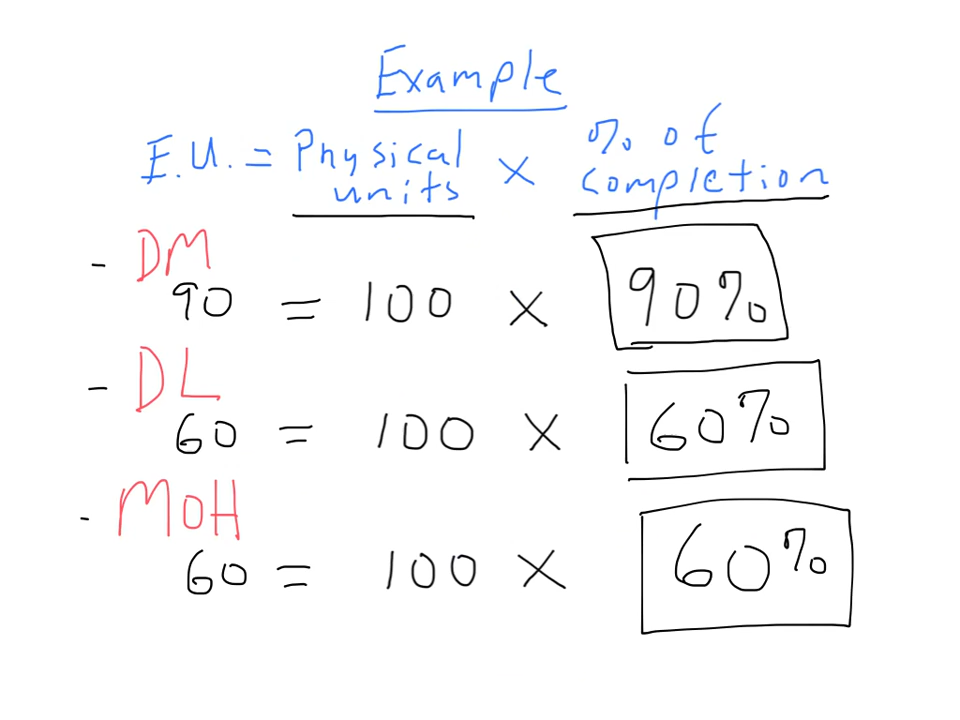 Example
E.U. = Physical units × % of completion
- DM
90 = 100 × 90%
- DL
60 = 100 × 60%
- MOH
60 = 100 × 60%